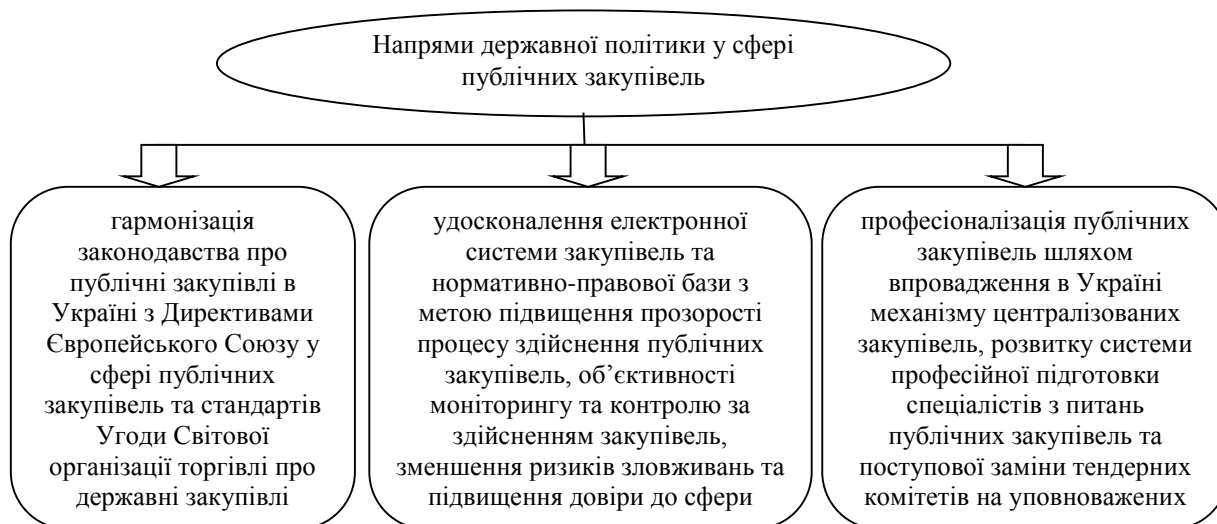 Напрями державної політики у сфері
публічних закупівель
гармонізація
законодавства про
публічні закупівлі в
Україні з Директивами
Європейського Союзу у
сфері публічних
закупівель та стандартів
Угоди Світової
організації торгівлі про
державні закупівлі
удосконалення електронної
системи закупівель та
нормативно-правової бази з
метою підвищення прозорості
процесу здійснення публічних
закупівель, об’єктивності
моніторингу та контролю за
здійсненням закупівель,
зменшення ризиків зловживань та
підвищення довіри до сфери
професіоналізація публічних
закупівель шляхом
впровадження в Україні
механізму централізованих
закупівель, розвитку системи
професійної підготовки
спеціалістів з питань
публічних закупівель та
поступової заміни тендерних
комітетів на уповноважених